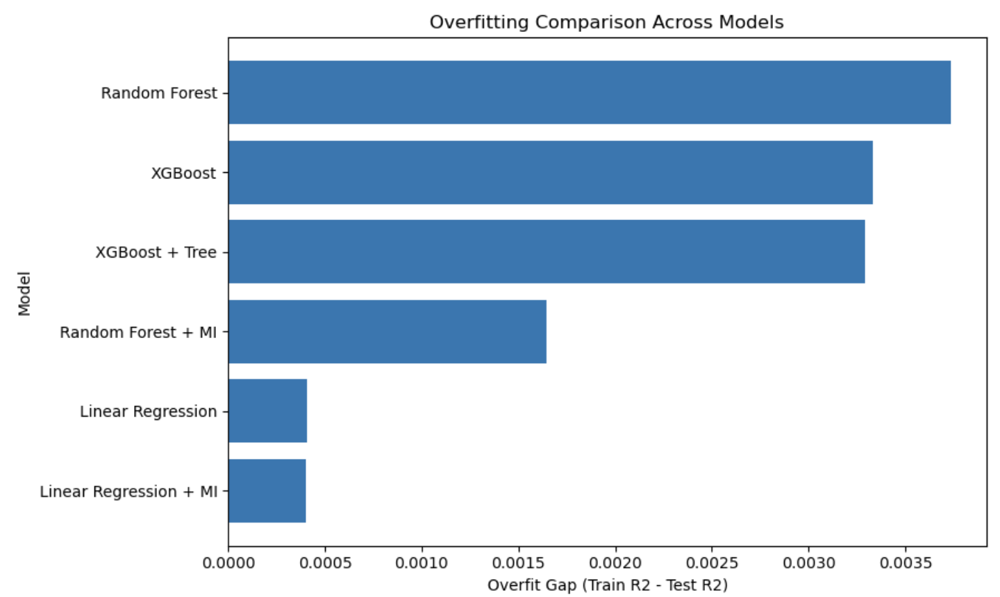 Overfitting Comparison Across Models
Random Forest
XGBoost
XGBoost + Tree
Random Forest + MI
Linear Regression
Linear Regression + MI
Model
0.0000 0.0005 0.0010 0.0015 0.0020 0.0025 0.0030 0.0035
Overfit Gap (Train R2 - Test R2)